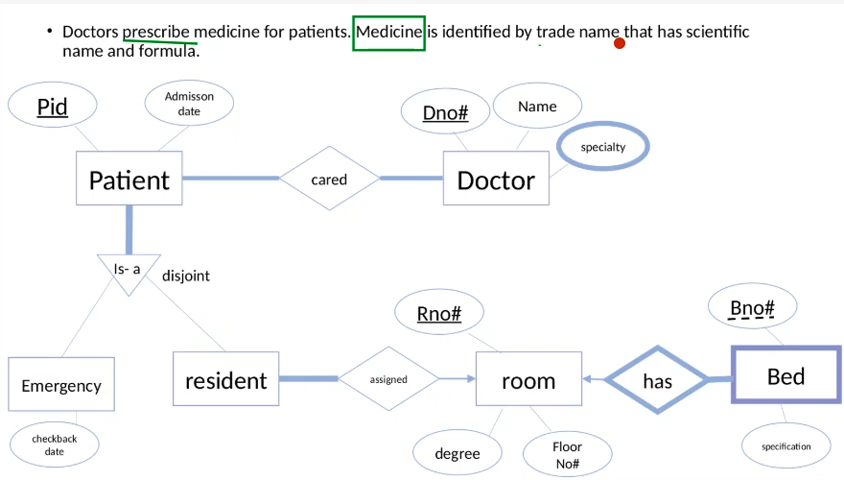 • Doctors prescribe medicine for patients. Medicine is identified by trade name that has scientific
name and formula.
Pid
Admisson
date
Dno#
Name
specialty
Patient
cared
Doctor
Is- a
disjoint
Rno#
Bno#
Emergency
resident
assigned
room
has
Bed
checkback
date
degree
Floor
No#
specification